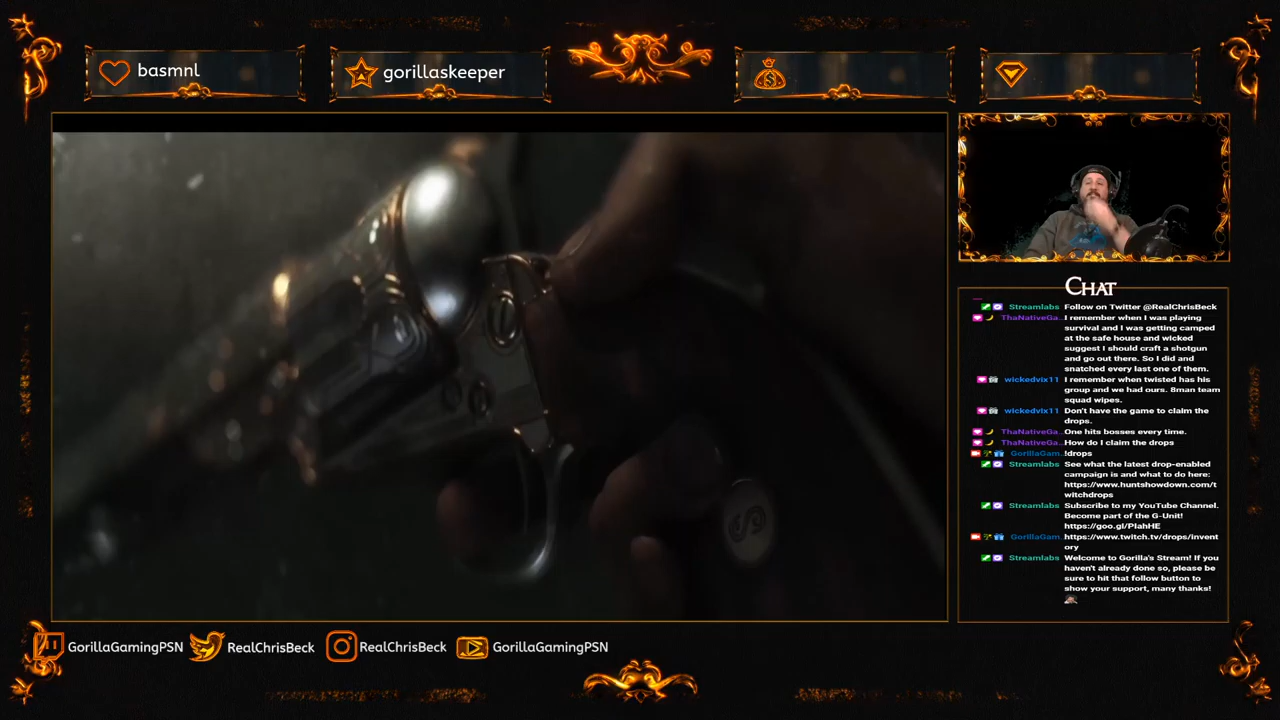 basmnl
gorillaskeeper
CHAT
Streamlabs Follow on Twitter @RealChrisBeck
ThaNativeGa... I remember when I was playing
survival and I was getting camped
at the safe house and wicked
suggest I should craft a shotgun
and go out there. So I did and
snatched every last one of them.
wickedvix11 I remember when twisted has his
group and we had ours. 8man team
squad wipes.
wickedvix11 Don't have the game to claim the
drops.
ThaNativeGa... One hits bosses every time.
ThaNativeGa... How do I claim the drops
GorillaGam... !drops
Streamlabs See what the latest drop-enabled
campaign is and what to do here:
https://www.huntshowdown.com/t
witchdrops
Streamlabs Subscribe to my YouTube Channel.
Become part of the G-Unit!
https://goo.gl/PIahHE
GorillaGam... https://www.twitch.tv/drops/invent
ory
Streamlabs Welcome to Gorilla's Stream! If you
haven't already done so, please be
sure to hit that follow button to
show your support, many thanks!
GorillaGamingPSN RealChrisBeck RealChrisBeck GorillaGamingPSN